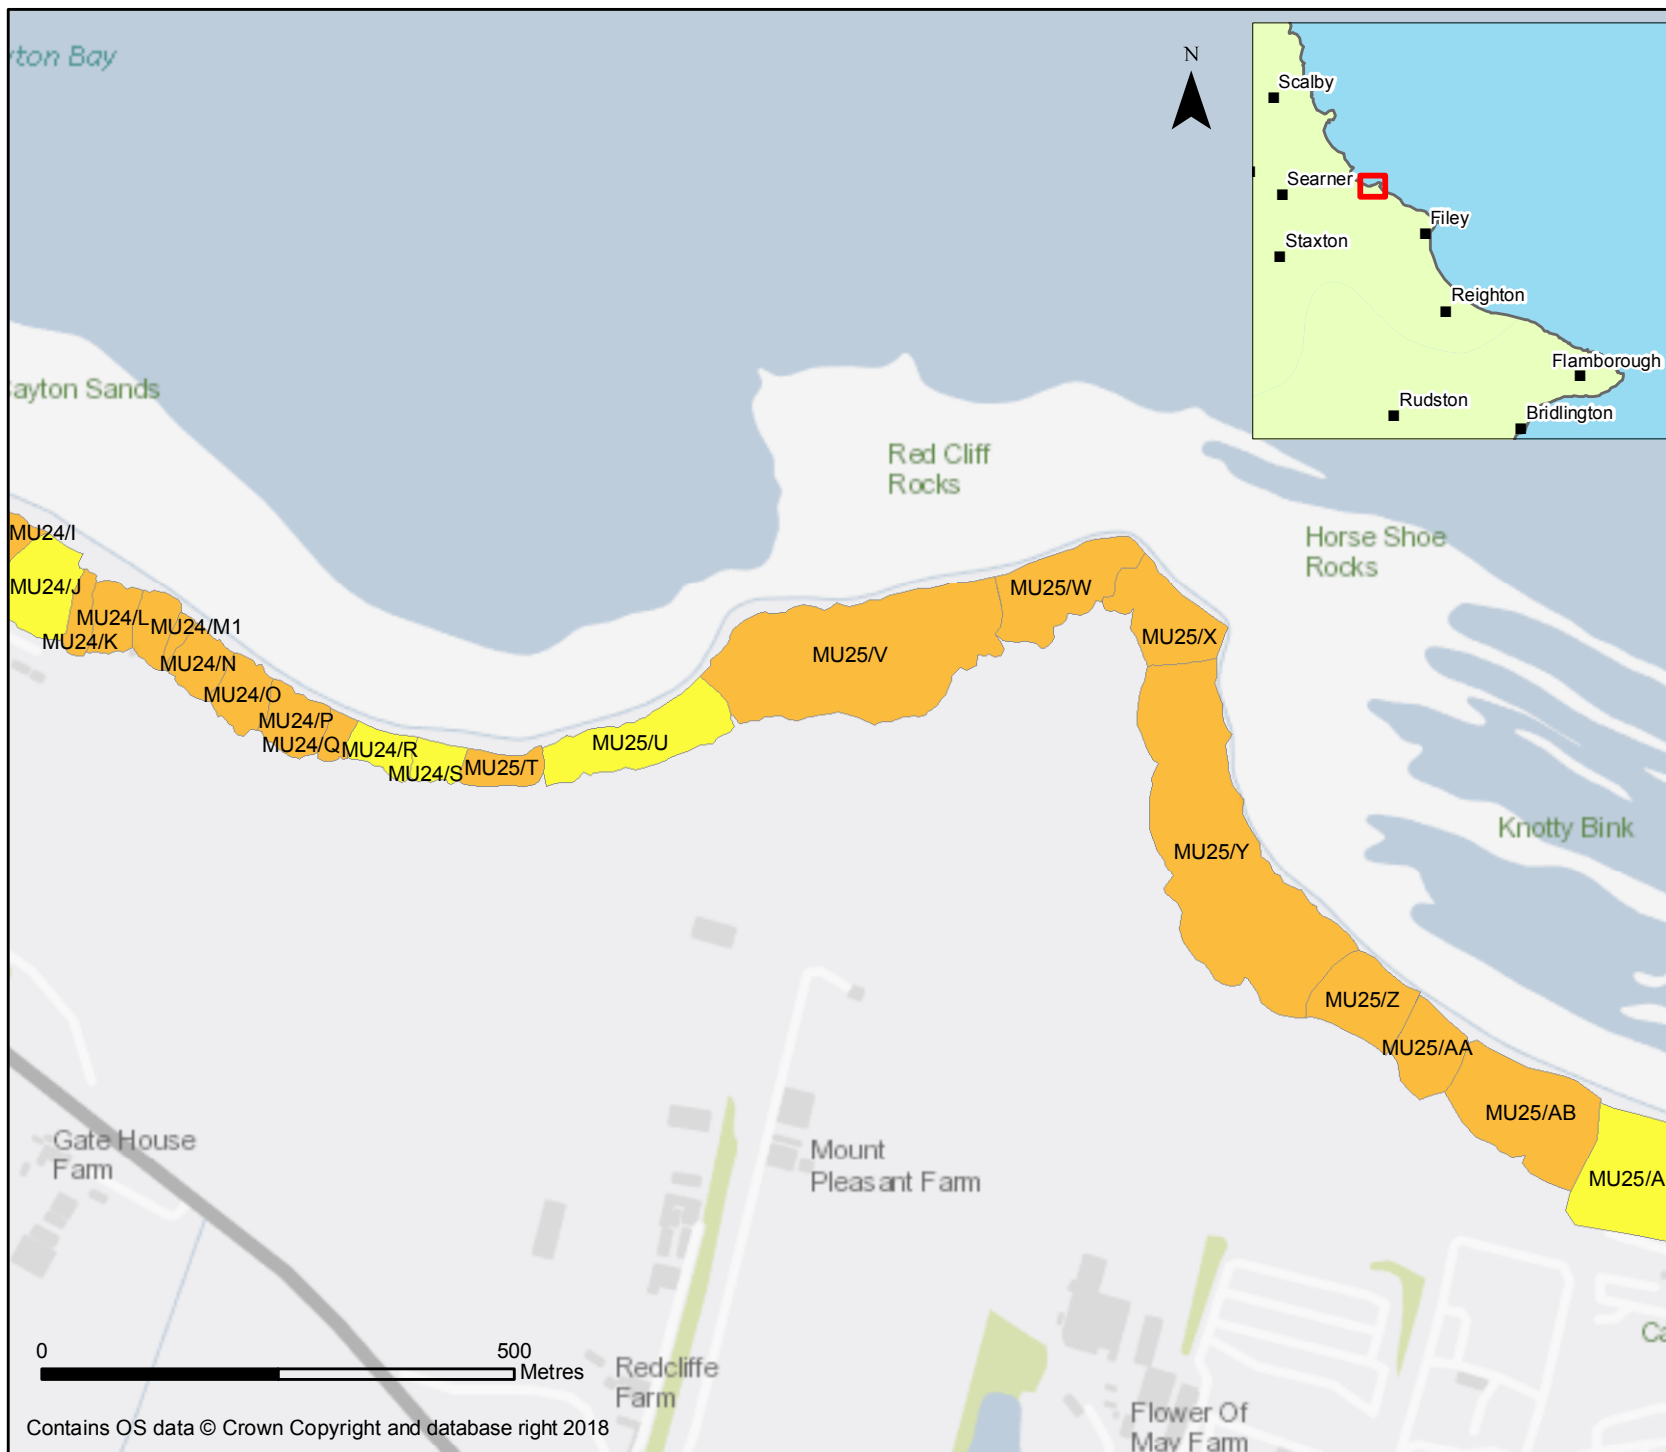 yton Bay
N
Scalby
Searner
Filey
Staxton
Reighton
Flamborough
Rudston
Bridlington
ayton Sands
Red Cliff
Rocks
Horse Shoe
Rocks
MU24/I
MU24/J
MU24/L
MU24/K
MU24/M1
MU24/N
MU24/O
MU24/P
MU24/Q
MU24/R
MU24/S
MU25/T
MU25/U
MU25/V
MU25/W
MU25/X
MU25/Y
Knotty Bink
MU25/Z
MU25/AA
MU25/AB
MU25/A
Gate House
Farm
Mount
Pleasant Farm
Ca
0
500
Metres
Redcliffe
Farm
Flower Of
May Farm
Contains OS data © Crown Copyright and database right 2018